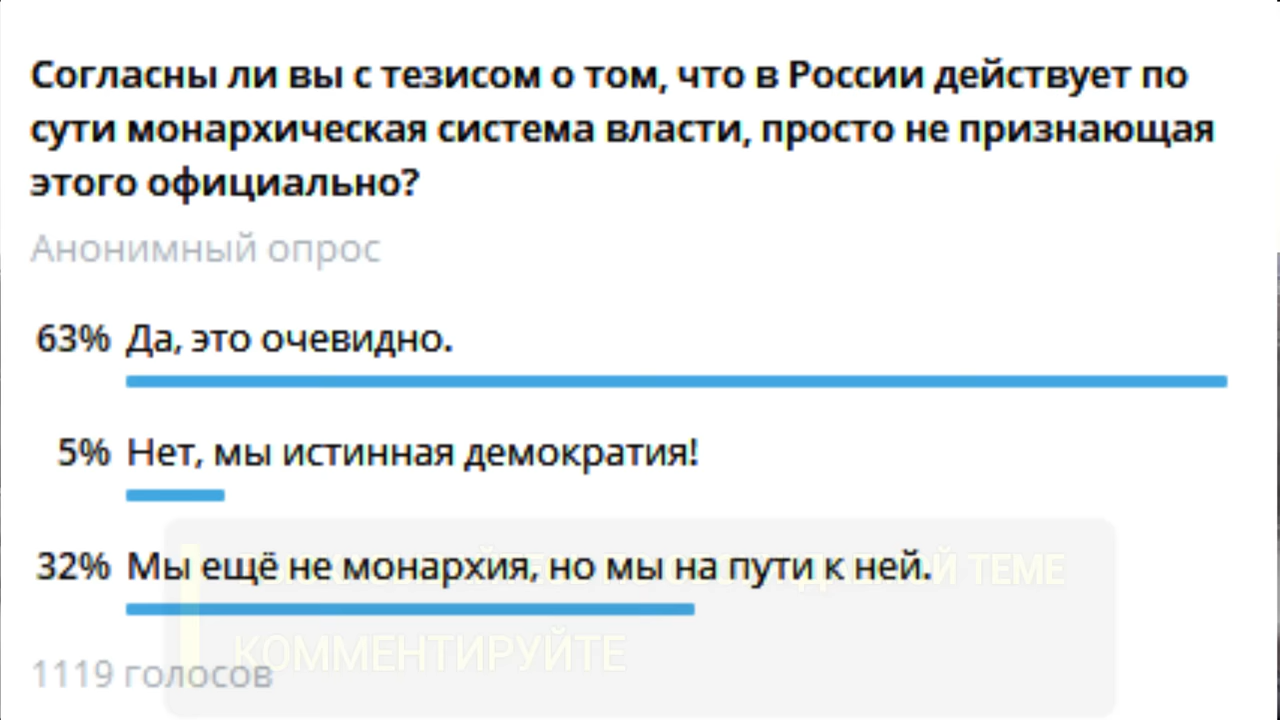 Согласны ли вы с тезисом о том, что в России действует по
сути монархическая система власти, просто не признающая
этого официально?
Анонимный опрос
63% Да, это очевидно.
5% Нет, мы истинная демократия!
32% Мы ещё не монархия, но мы на пути к ней.
ТЕМЕ
КОММЕНТИРУЙТЕ
1119 голосов